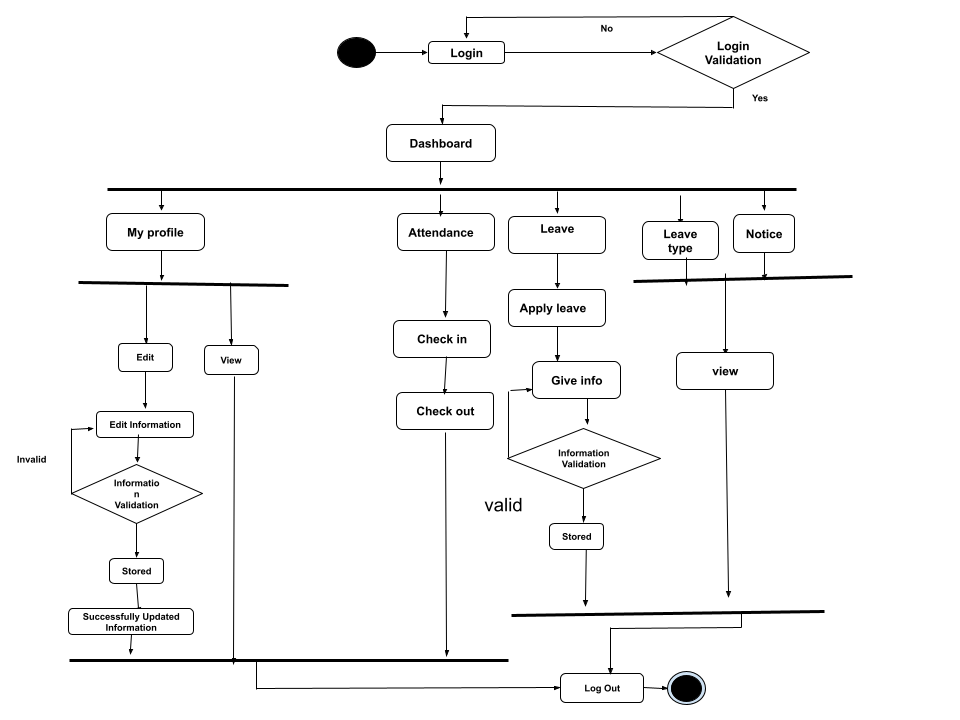 No
Login
Login
Validation
Yes
Dashboard
My profile
Attendance
Leave
Leave
type
Notice
Apply leave
Check in
Edit
View
view
Give info
Check out
Edit Information
Invalid
Information
Validation
Informatio
n
Validation
valid
Stored
Stored
Successfully Updated
Information
Log Out